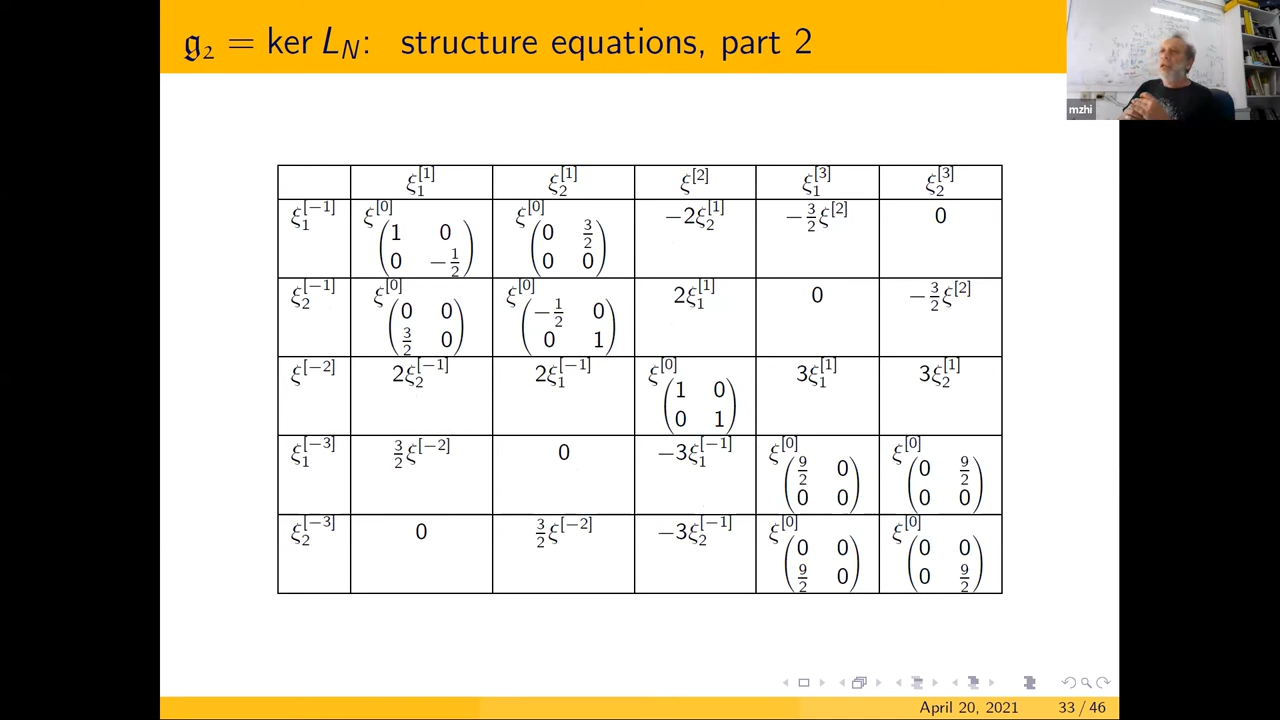 𝔤₂ = ker L_N: structure equations, part 2
mzhi
ξ₁^[1] ξ₂^[1] ξ^[2] ξ₁^[3] ξ₂^[3]
ξ₁^[-1] ξ^[0] (1 0; 0 -1/2) ξ^[0] (0 3/2; 0 0) -2ξ₂^[1] -3/2 ξ^[2] 0
ξ₂^[-1] ξ^[0] (0 0; 3/2 0) ξ^[0] (-1/2 0; 0 1) 2ξ₁^[1] 0 -3/2 ξ^[2]
ξ^[-2] 2ξ₂^[-1] 2ξ₁^[-1] ξ^[0] (1 0; 0 1) 3ξ₁^[1] 3ξ₂^[1]
ξ₁^[-3] 3/2 ξ^[-2] 0 -3ξ₁^[-1] ξ^[0] (9/2 0; 0 0) ξ^[0] (0 9/2; 0 0)
ξ₂^[-3] 0 3/2 ξ^[-2] -3ξ₂^[-1] ξ^[0] (0 0; 9/2 0) ξ^[0] (0 0; 0 9/2)
April 20, 2021 33 / 46